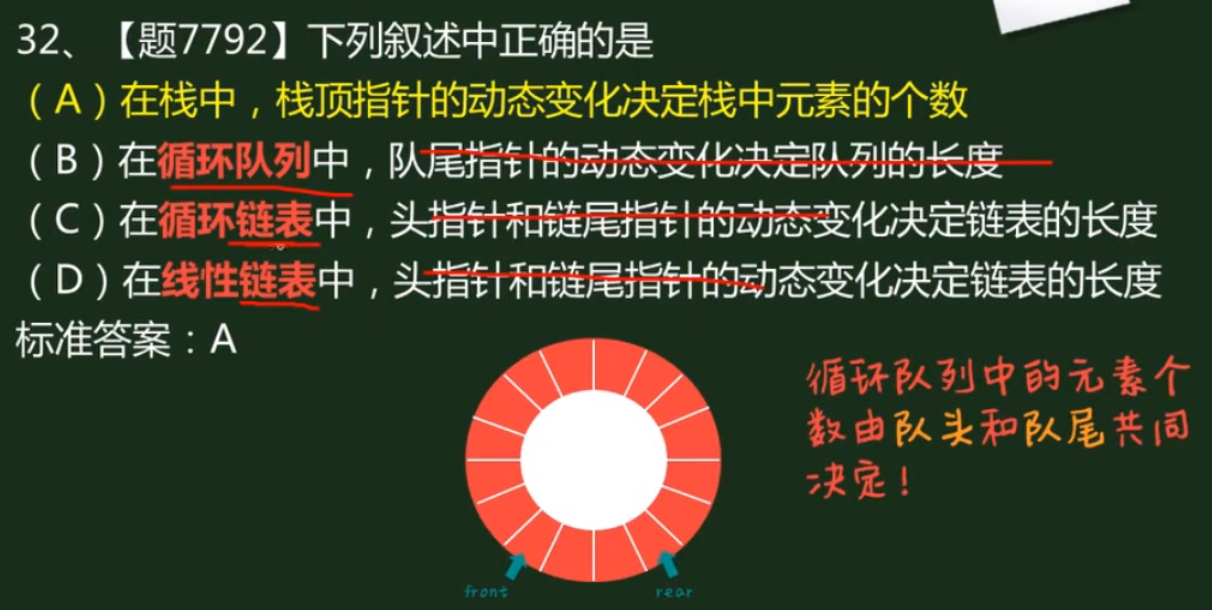 32、【题7792】下列叙述中正确的是
（A）在栈中，栈顶指针的动态变化决定栈中元素的个数
（B）在循环队列中，队尾指针的动态变化决定队列的长度
（C）在循环链表中，头指针和链尾指针的动态变化决定链表的长度
（D）在线性链表中，头指针和链尾指针的动态变化决定链表的长度
标准答案：A
循环队列中的元素个
数由队头和队尾共同
决定！
front
rear